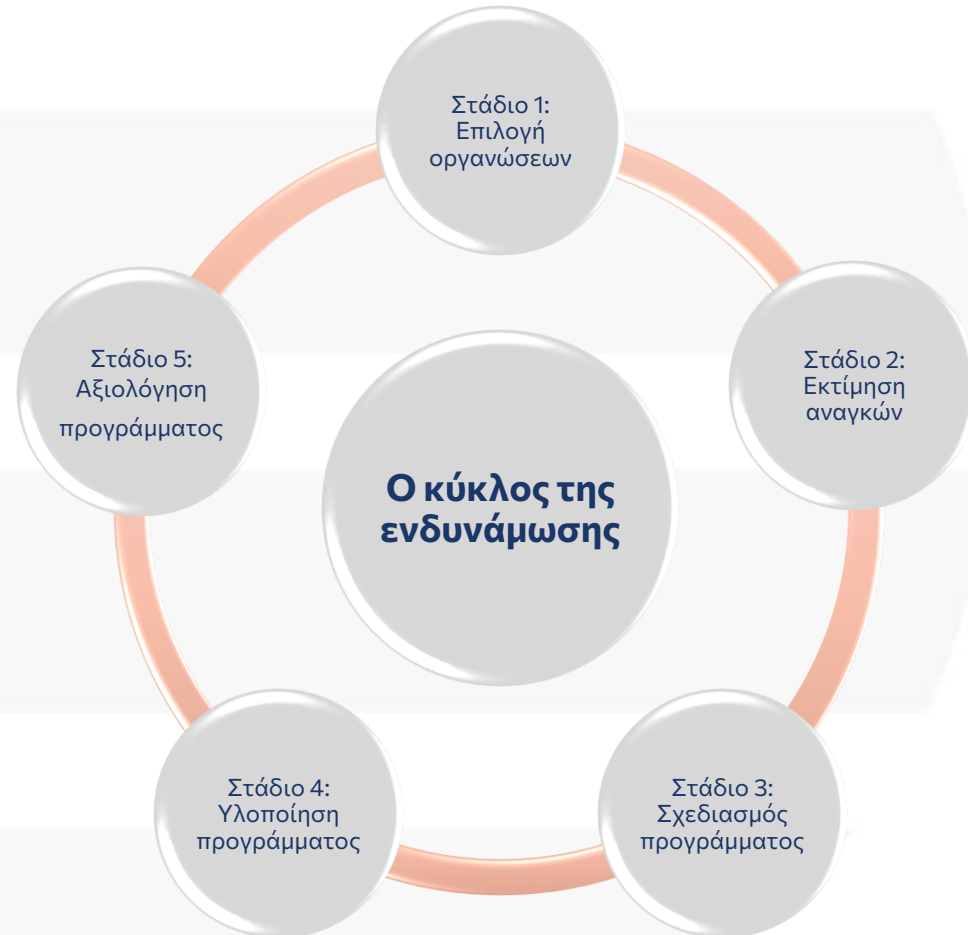 Στάδιο 1:
Επιλογή
οργανώσεων
Στάδιο 2:
Εκτίμηση
αναγκών
Στάδιο 3:
Σχεδιασμός
προγράμματος
Στάδιο 4:
Υλοποίηση
προγράμματος
Στάδιο 5:
Αξιολόγηση
προγράμματος
Ο κύκλος της
ενδυνάμωσης